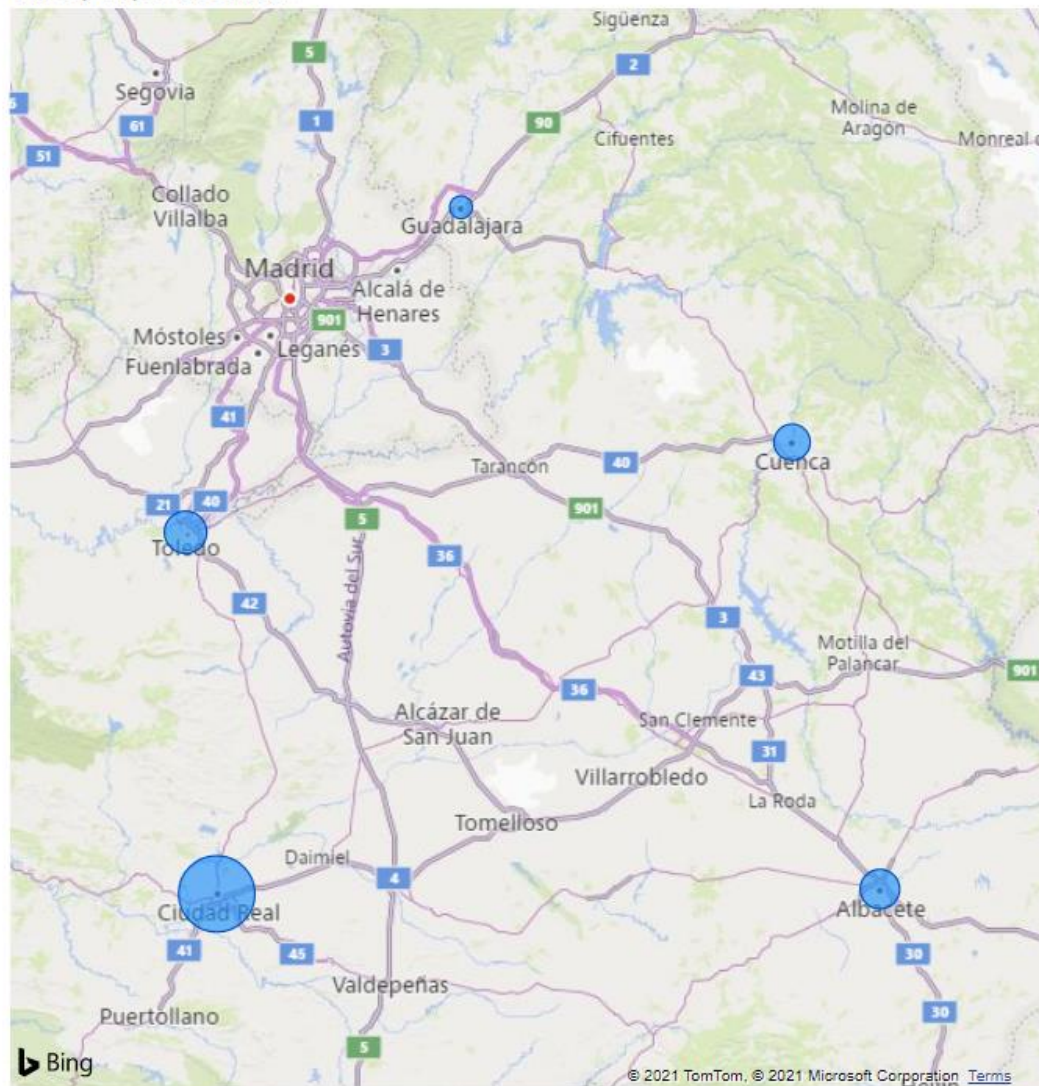 Sigüenza
5
2
Segovia
Molina de
Aragón
61
1
90
Cifuentes
51
Collado
Villalba
Guadalajara
Madrid
Alcalá de
Henares
901
Móstoles
Leganés
3
Fuenlabrada
41
Tarancón
40
Cuenca
21
40
5
901
Toledo
36
42
Autovía del Sur
3
Motilla del
Palancar
43
901
36
Alcázar de
San Juan
San Clemente
31
Villarrobledo
La Roda
Tomelloso
Daimiel
4
Ciudad Real
Albacete
41
45
30
Valdepeñas
Puertollano
30
5
Bing
© 2021 TomTom, © 2021 Microsoft Corporation Terms